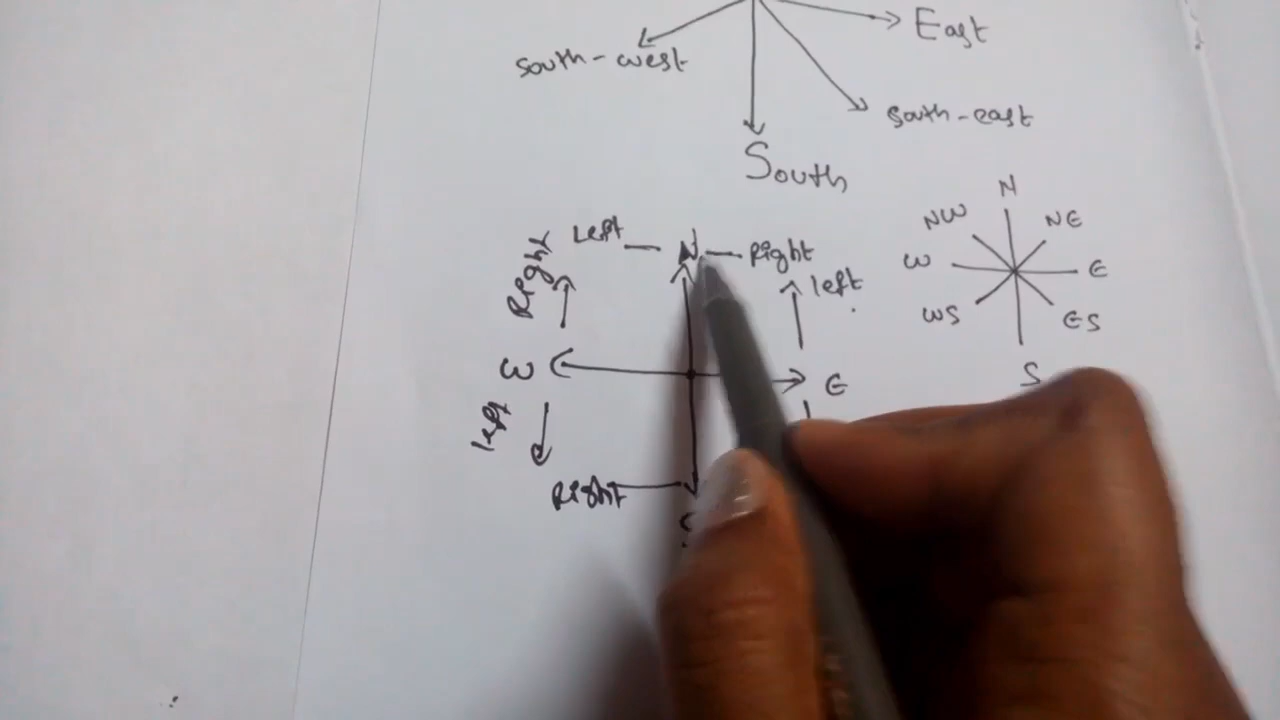 East
South-west
South-east
South
N
NW
NE
W
E
WS
ES
S
Left
N
Right
Right
left
W
E
left
Right
S